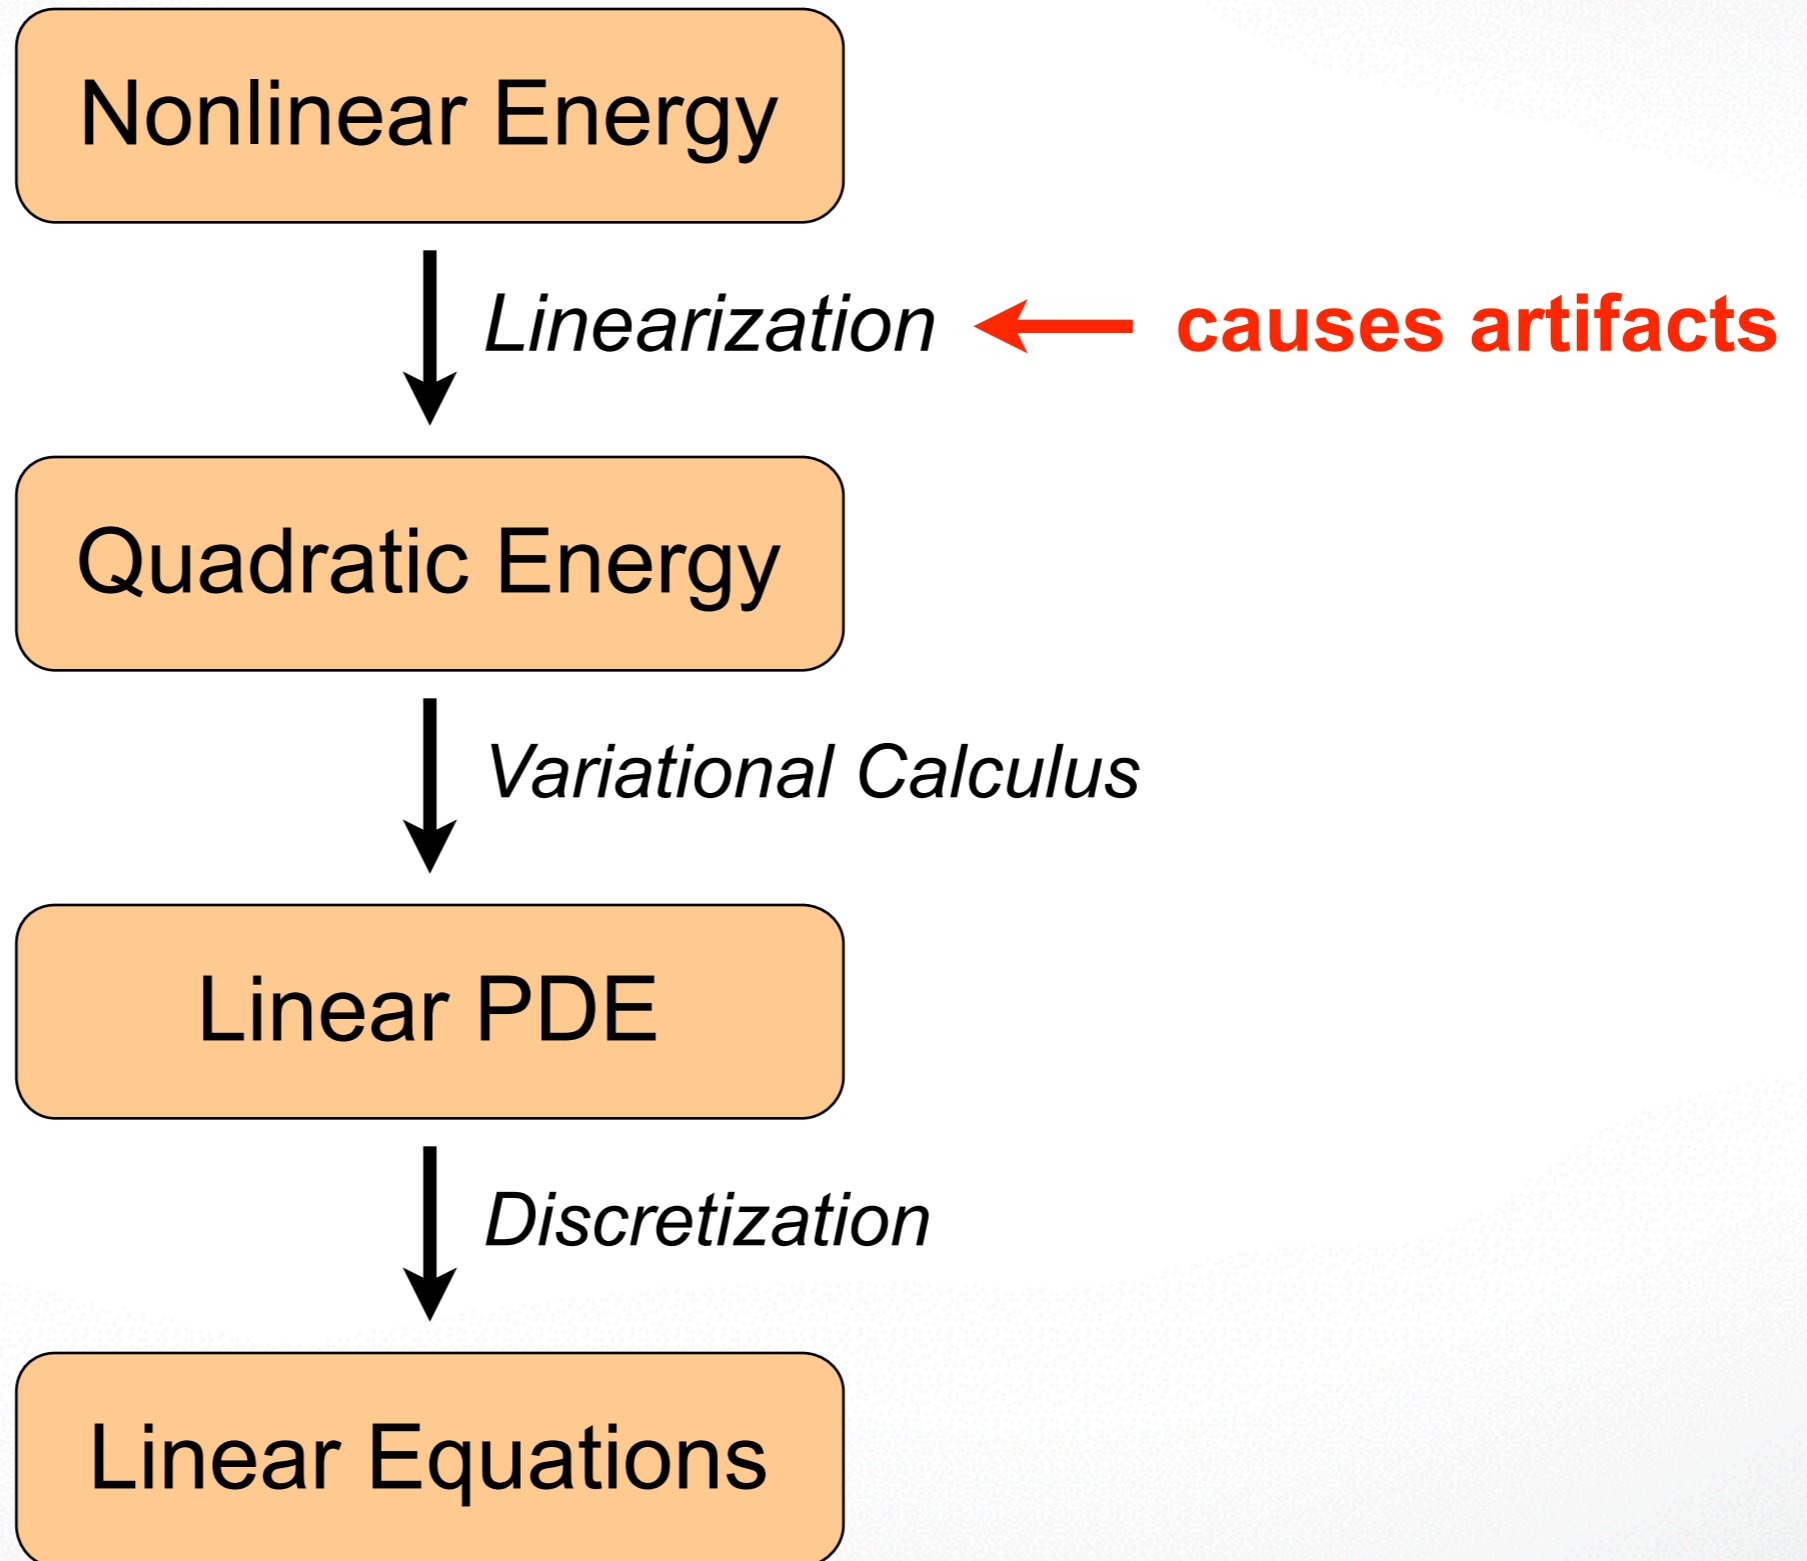 Nonlinear Energy
Linearization
causes artifacts
Quadratic Energy
Variational Calculus
Linear PDE
Discretization
Linear Equations